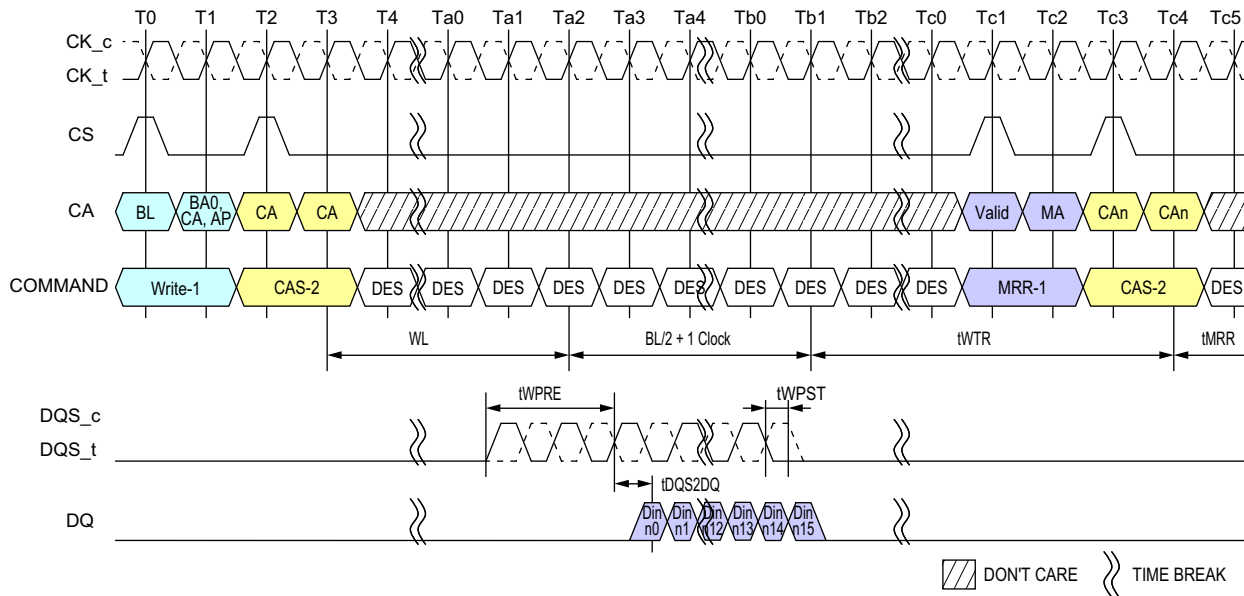 T0 T1 T2 T3 T4 Ta0 Ta1 Ta2 Ta3 Ta4 Tb0 Tb1 Tb2 Tc0 Tc1 Tc2 Tc3 Tc4 Tc5
CK_c
CK_t
CS
CA BL BA0, CA, AP CA CA Valid MA CAn CAn
COMMAND Write-1 CAS-2 DES DES DES DES DES DES DES DES DES DES MRR-1 CAS-2 DES
WL BL/2 + 1 Clock tWTR tMRR
tWPRE tWPST
DQS_c
DQS_t
tDQS2DQ
DQ Din n0 Din n1 Din n12 Din n13 Din n14 Din n15
DON'T CARE TIME BREAK